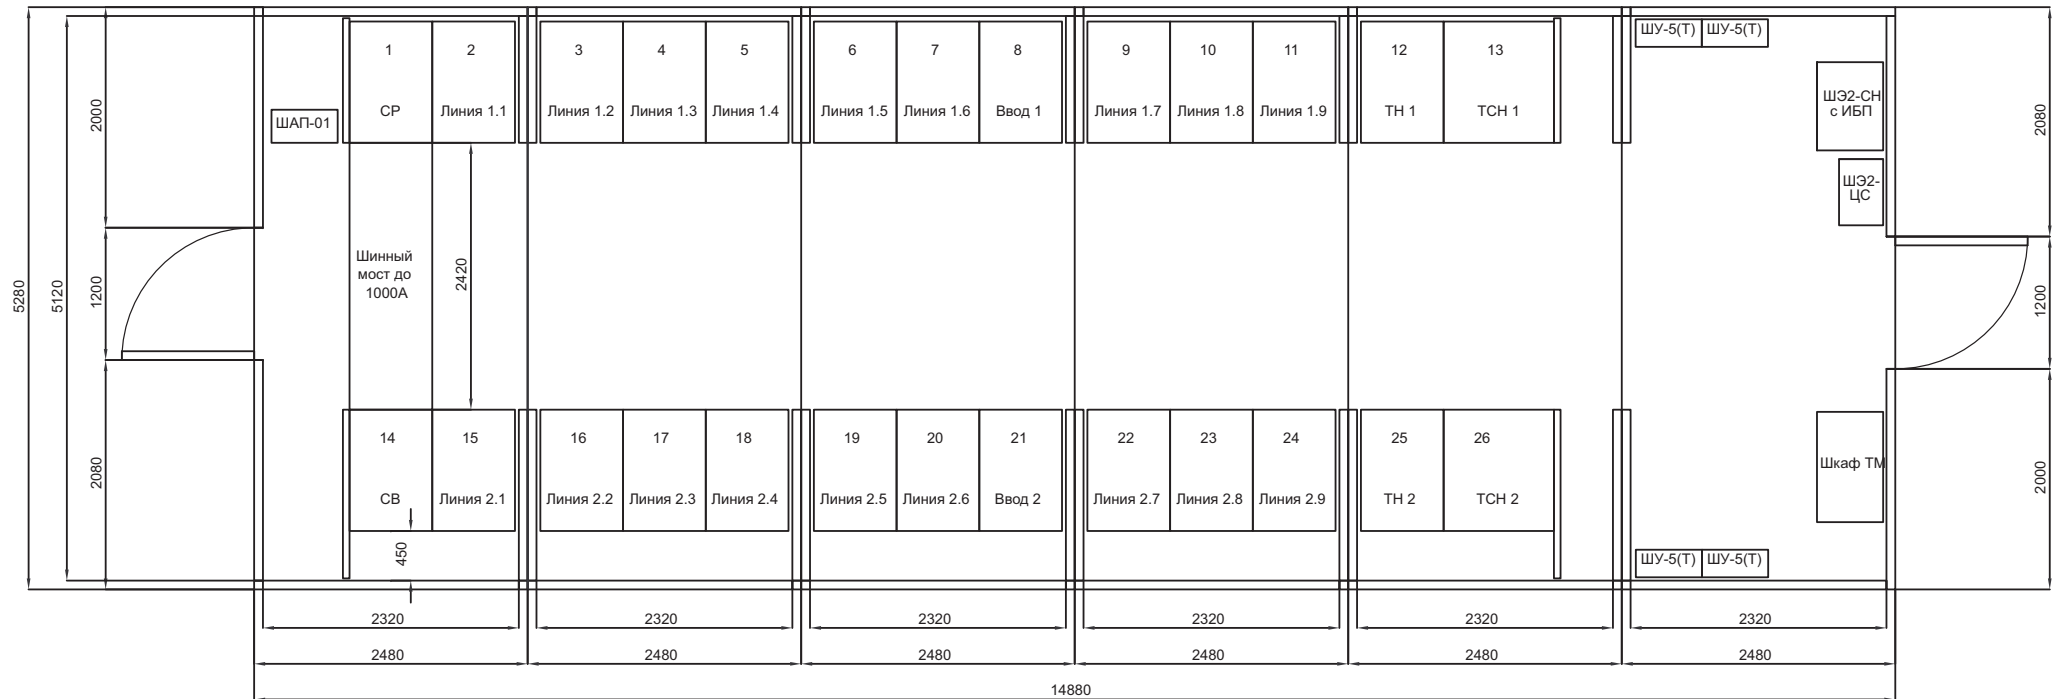 1
2
3
4
5
6
7
8
9
10
11
12
13
ШУ-5(Т)
ШУ-5(Т)
СР
Линия 1.1
Линия 1.2
Линия 1.3
Линия 1.4
Линия 1.5
Линия 1.6
Ввод 1
Линия 1.7
Линия 1.8
Линия 1.9
ТН 1
ТСН 1
ШАП-01
ШЭ2-СН
с ИБП
ШЭ2-
ЦС
2000
2080
Шинный
мост до
1000А
2420
5280
5120
1200
1200
14
15
16
17
18
19
20
21
22
23
24
25
26
СВ
Линия 2.1
Линия 2.2
Линия 2.3
Линия 2.4
Линия 2.5
Линия 2.6
Ввод 2
Линия 2.7
Линия 2.8
Линия 2.9
ТН 2
ТСН 2
Шкаф ТМ
2080
2000
450
ШУ-5(Т)
ШУ-5(Т)
2320
2320
2320
2320
2320
2320
2480
2480
2480
2480
2480
2480
14880